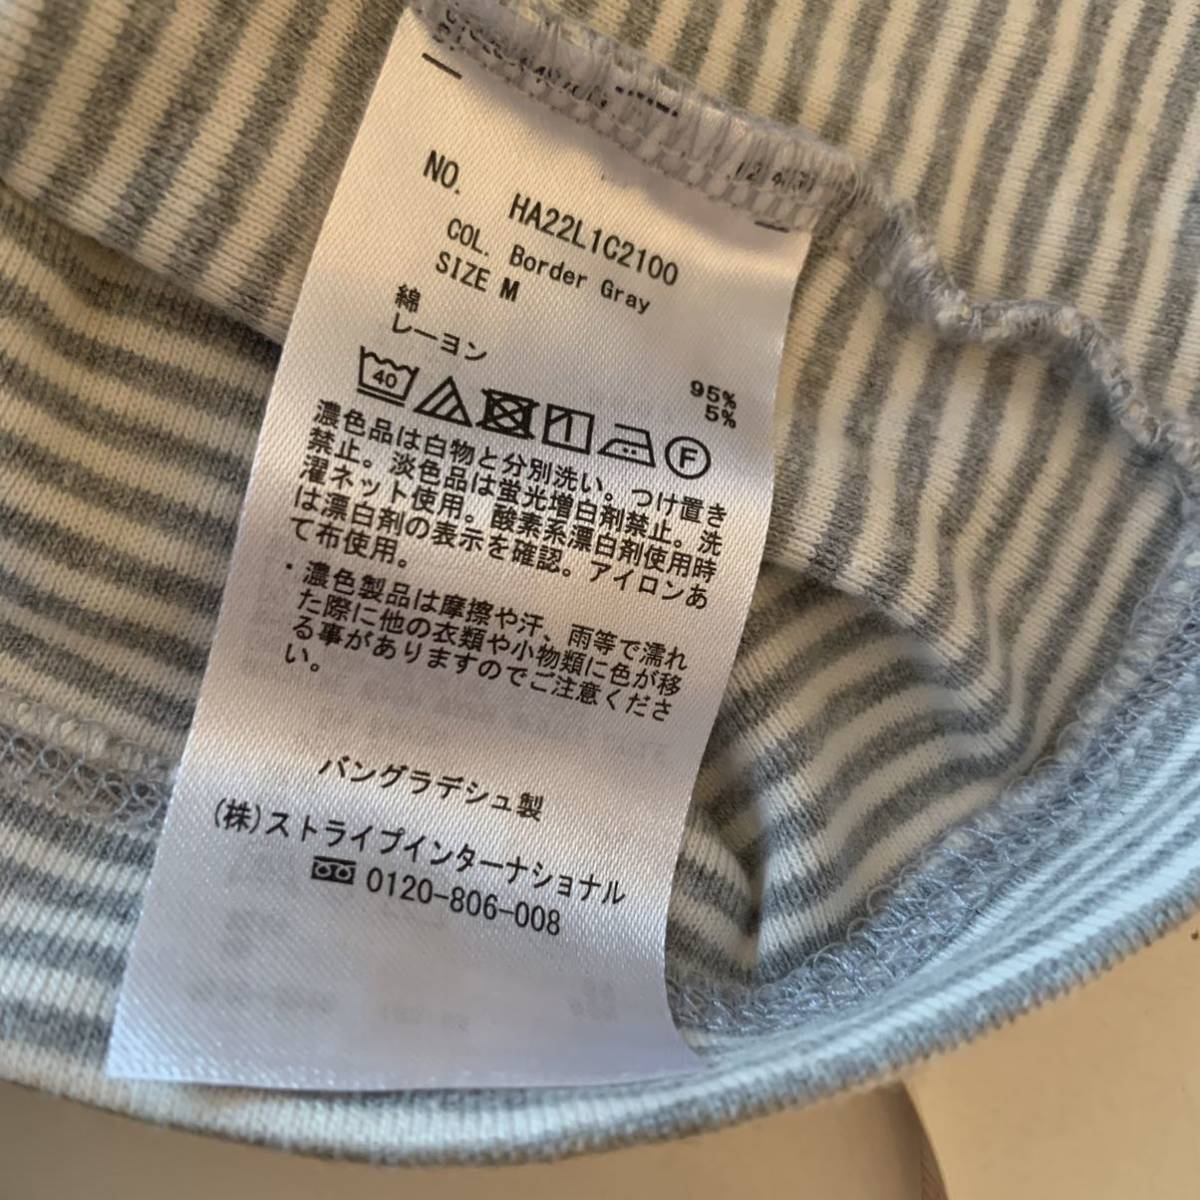 NO. HA22L1C2100
COL. Border Gray
SIZE M
綿 95%
レーヨン 5%
40 F
濃色品は白物と分別洗い。つけ置き
禁止。淡色品は蛍光増白剤禁止。洗
濯ネット使用。酸素系漂白剤使用時
は漂白剤の表示を確認。アイロンあ
て布使用。
・濃色製品は摩擦や汗、雨等で濡れ
た際に他の衣類や小物類に色が移
る事がありますのでご注意くださ
い。
バングラデシュ製
(株)ストライプインターナショナル
0120-806-008